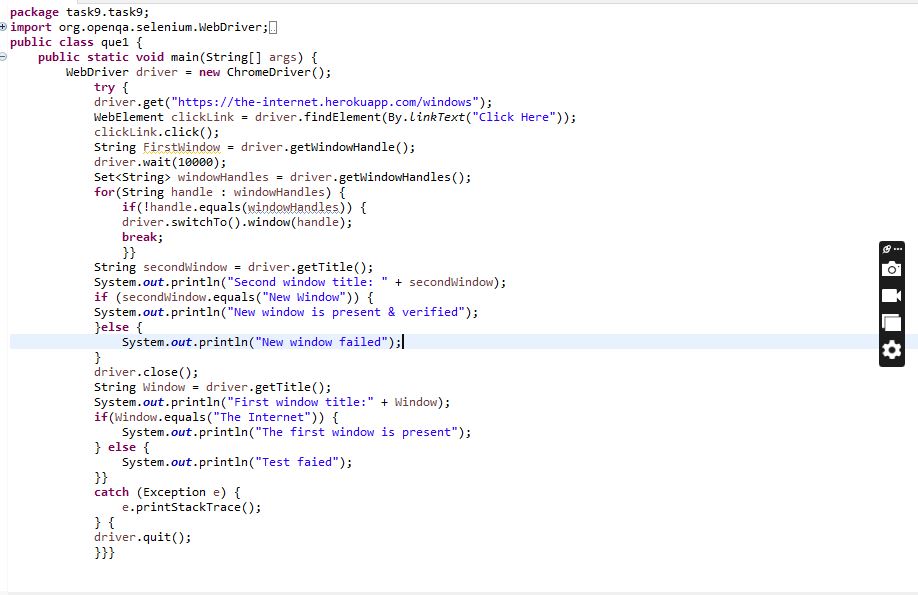 package task9.task9;
import org.openqa.selenium.WebDriver;
public class que1 {
    public static void main(String[] args) {
        WebDriver driver = new ChromeDriver();
            try {
            driver.get("https://the-internet.herokuapp.com/windows");
            WebElement clickLink = driver.findElement(By.linkText("Click Here"));
            clickLink.click();
            String FirstWindow = driver.getWindowHandle();
            driver.wait(10000);
            Set<String> windowHandles = driver.getWindowHandles();
            for(String handle : windowHandles) {
                if(!handle.equals(windowHandles)) {
                driver.switchTo().window(handle);
                break;
                }}
            String secondWindow = driver.getTitle();
            System.out.println("Second window title: " + secondWindow);
            if (secondWindow.equals("New Window")) {
            System.out.println("New window is present & verified");
            }else {
                System.out.println("New window failed");
            }
            driver.close();
            String Window = driver.getTitle();
            System.out.println("First window title:" + Window);
            if(Window.equals("The Internet")) {
                System.out.println("The first window is present");
            } else {
                System.out.println("Test faied");
            }}
            catch (Exception e) {
                e.printStackTrace();
            } {
            driver.quit();
            }}}